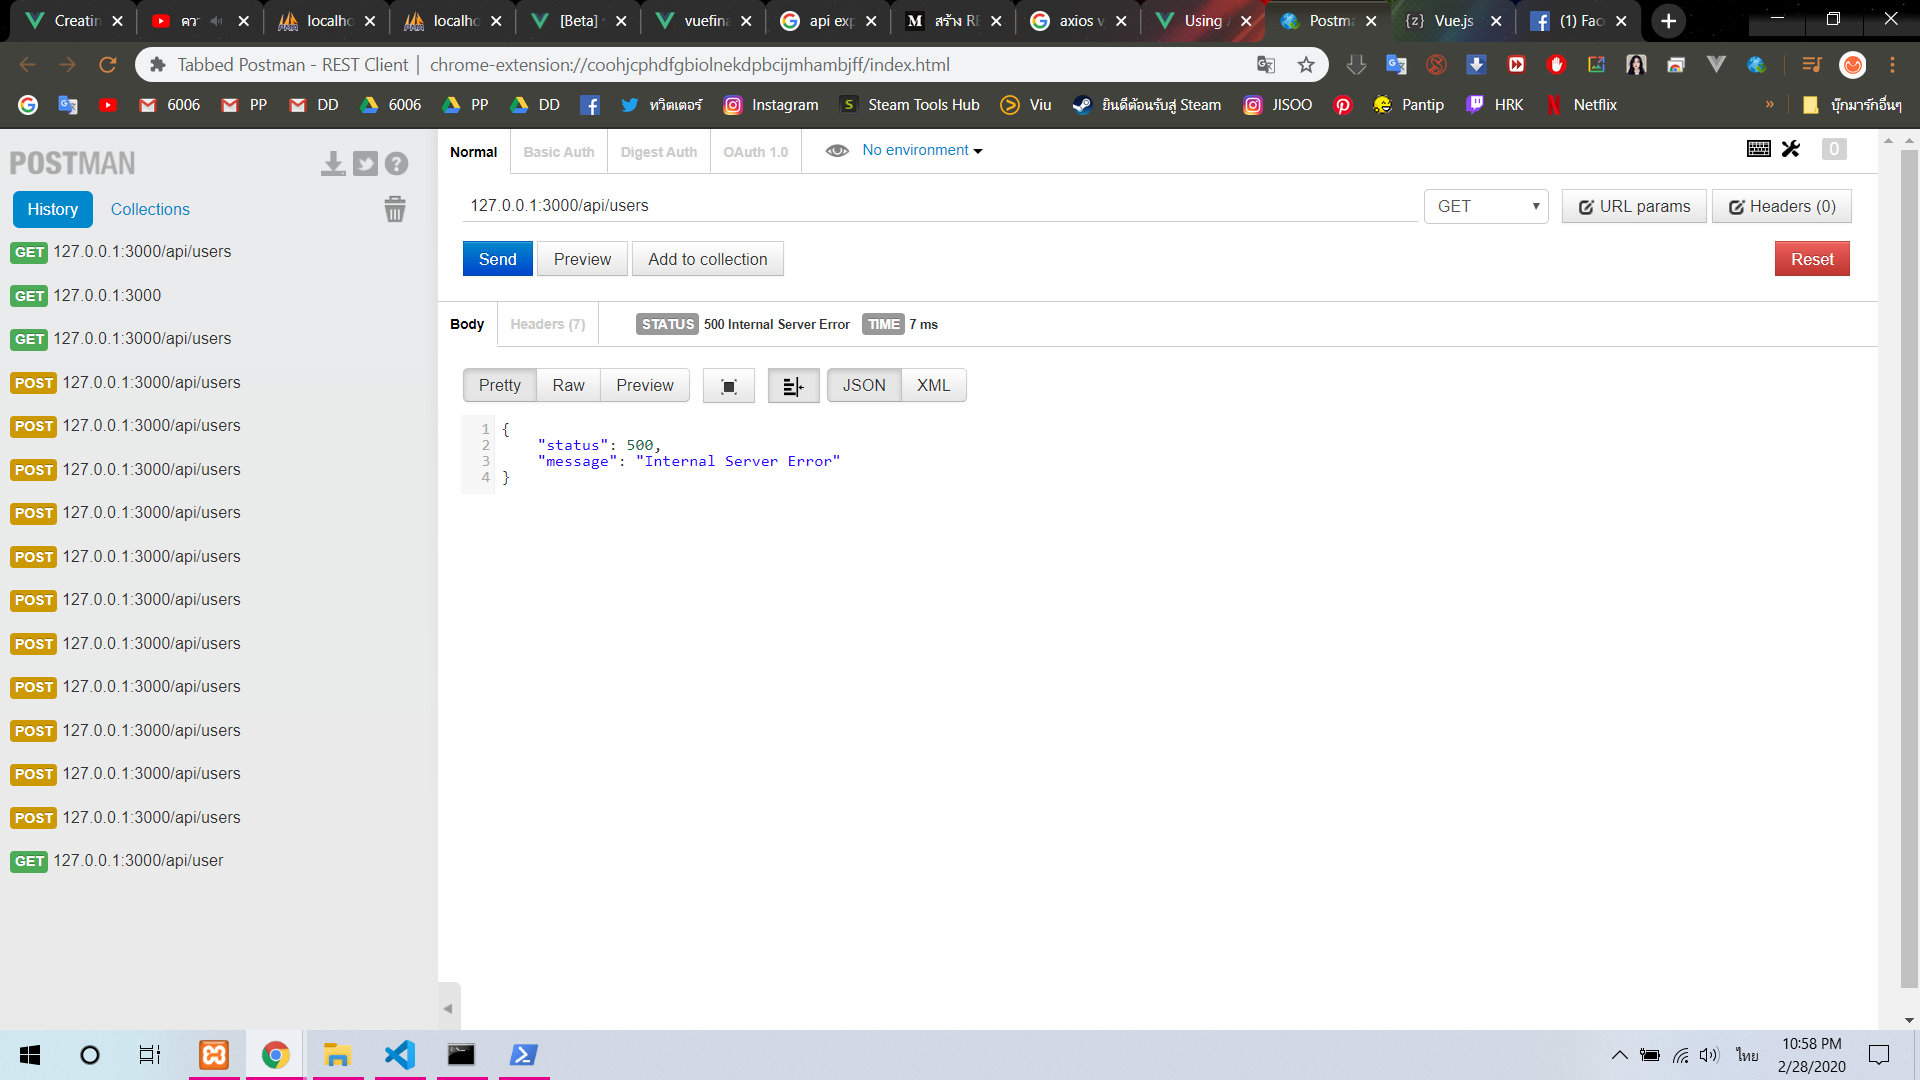 Creatin
ควา
localho
localho
[Beta]
vuefina
api exp
สร้าง RE
axios v
Using
Postma
Vue.js
(1) Fac
Tabbed Postman - REST Client | chrome-extension://coohjcphdfgbiolnekdpbcijmhambjff/index.html
6006
PP
DD
6006
PP
DD
ทวิตเตอร์
Instagram
Steam Tools Hub
Viu
ยินดีต้อนรับสู่ Steam
JISOO
Pantip
HRK
Netflix
»
บุ๊กมาร์กอื่นๆ
POSTMAN
History
Collections
GET 127.0.0.1:3000/api/users
GET 127.0.0.1:3000
GET 127.0.0.1:3000/api/users
POST 127.0.0.1:3000/api/users
POST 127.0.0.1:3000/api/users
POST 127.0.0.1:3000/api/users
POST 127.0.0.1:3000/api/users
POST 127.0.0.1:3000/api/users
POST 127.0.0.1:3000/api/users
POST 127.0.0.1:3000/api/users
POST 127.0.0.1:3000/api/users
POST 127.0.0.1:3000/api/users
POST 127.0.0.1:3000/api/users
POST 127.0.0.1:3000/api/users
GET 127.0.0.1:3000/api/user
Normal
Basic Auth
Digest Auth
OAuth 1.0
No environment
0
127.0.0.1:3000/api/users
GET
URL params
Headers (0)
Send
Preview
Add to collection
Reset
Body
Headers (7)
STATUS 500 Internal Server Error TIME 7 ms
Pretty
Raw
Preview
JSON
XML
1 {
2 "status": 500,
3 "message": "Internal Server Error"
4 }
ไทย
10:58 PM
2/28/2020